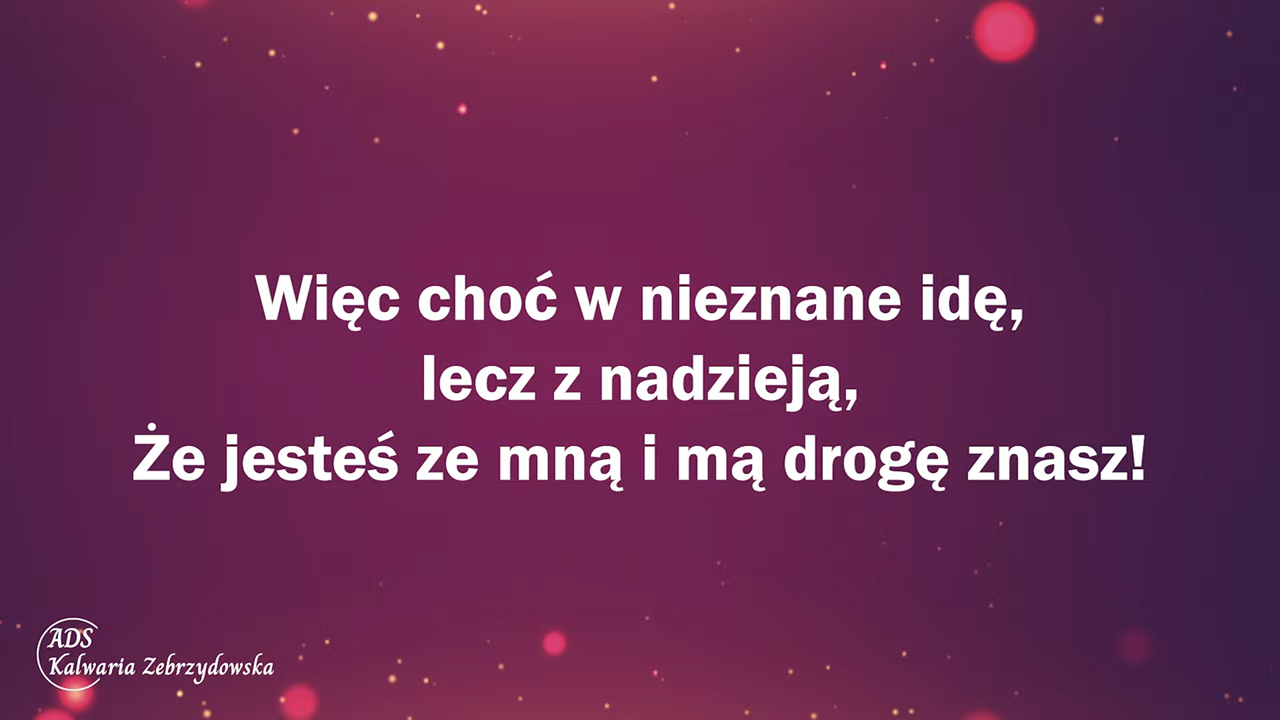 Więc choć w nieznane idę,
lecz z nadzieją,
Że jesteś ze mną i mą drogę znasz!
ADS
Kalwaria Zebrzydowska